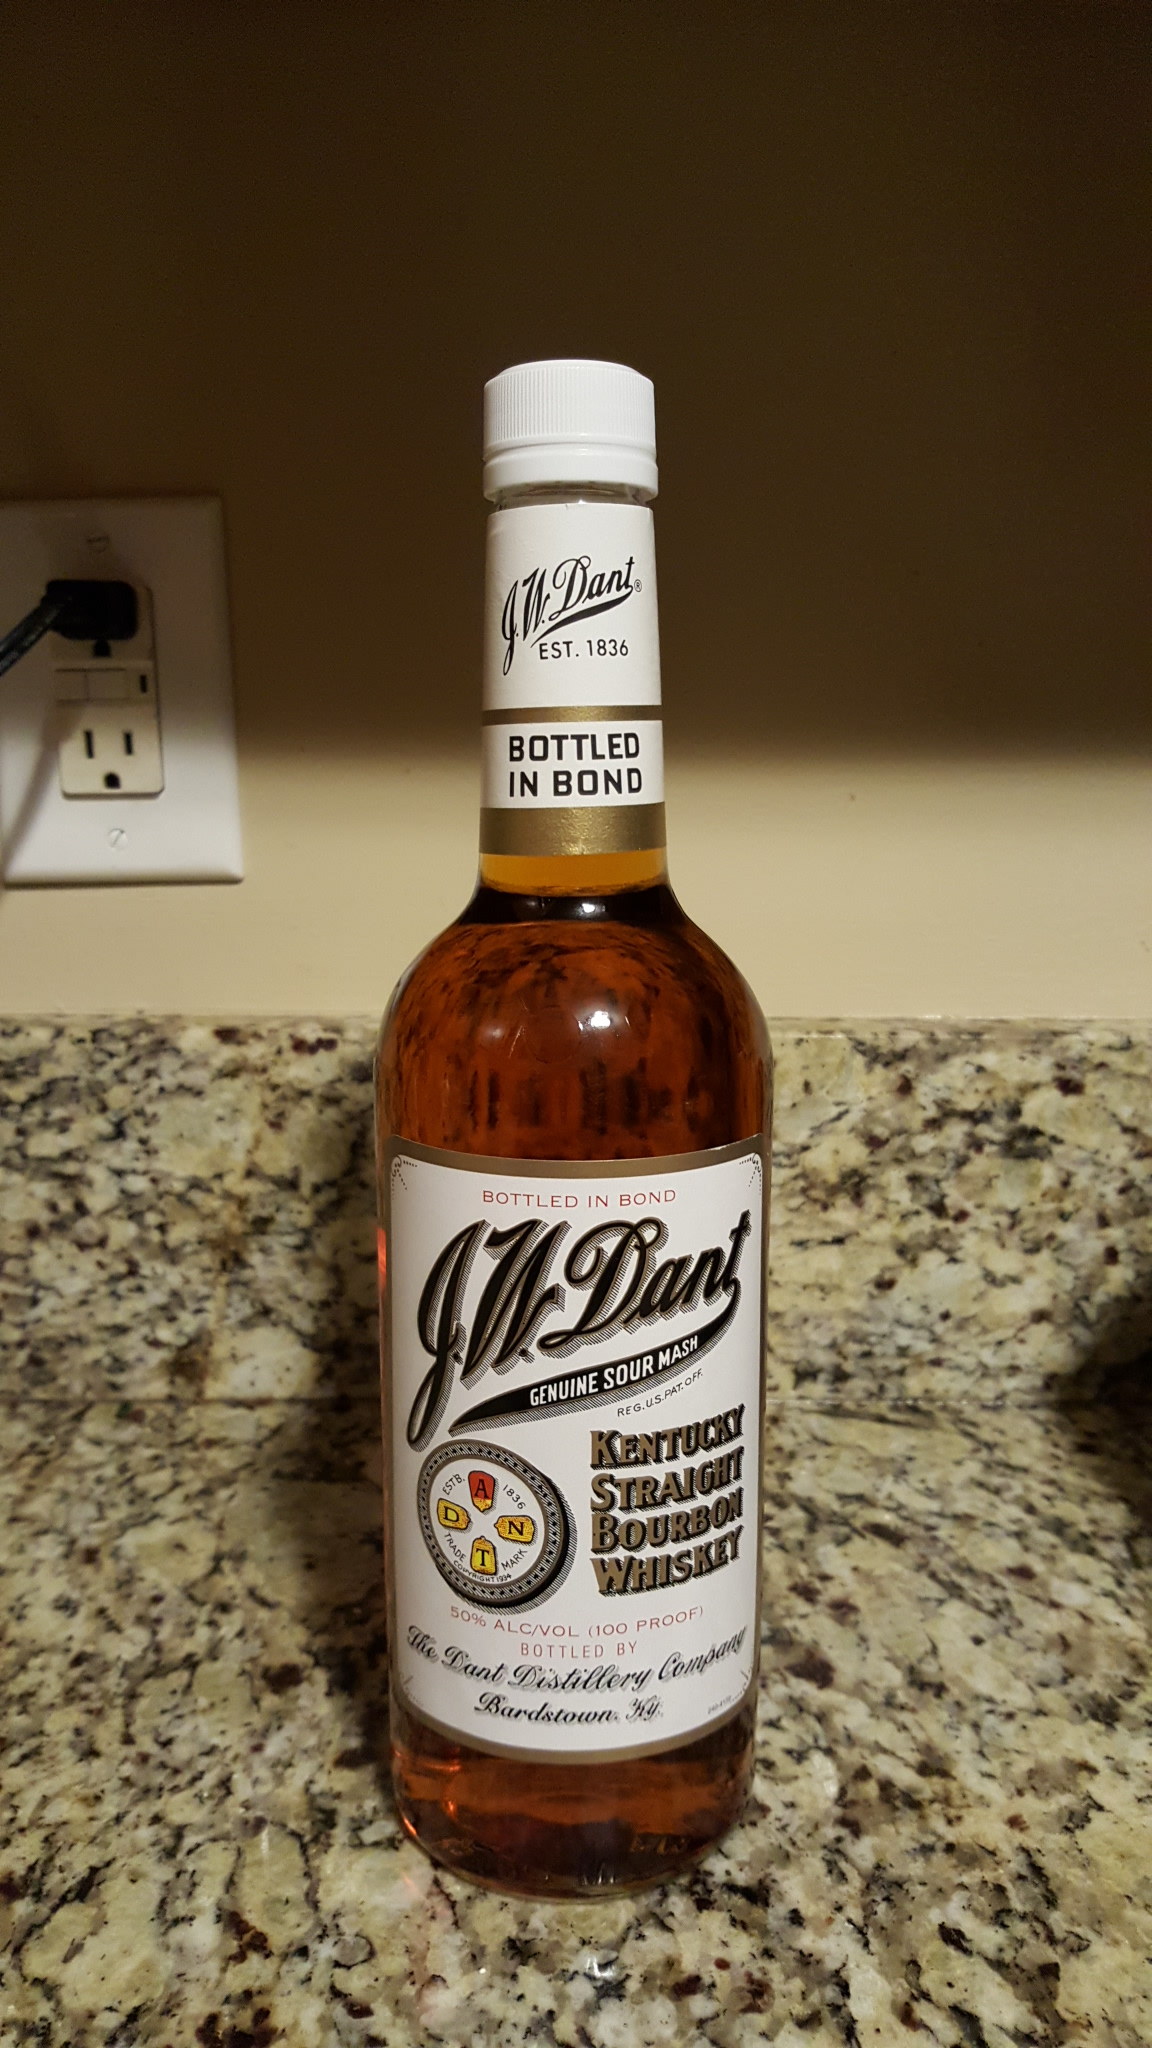 J.W. Dant®
EST. 1836
BOTTLED
IN BOND
BOTTLED IN BOND
J.W. Dant
GENUINE SOUR MASH
REG. U.S. PAT. OFF.
KENTUCKY
STRAIGHT
BOURBON
WHISKEY
ESTB. 1836
D A N T
TRADE MARK
COPYRIGHT 1934
50% ALC/VOL (100 PROOF)
BOTTLED BY
The Dant Distillery Company
Bardstown, Ky.